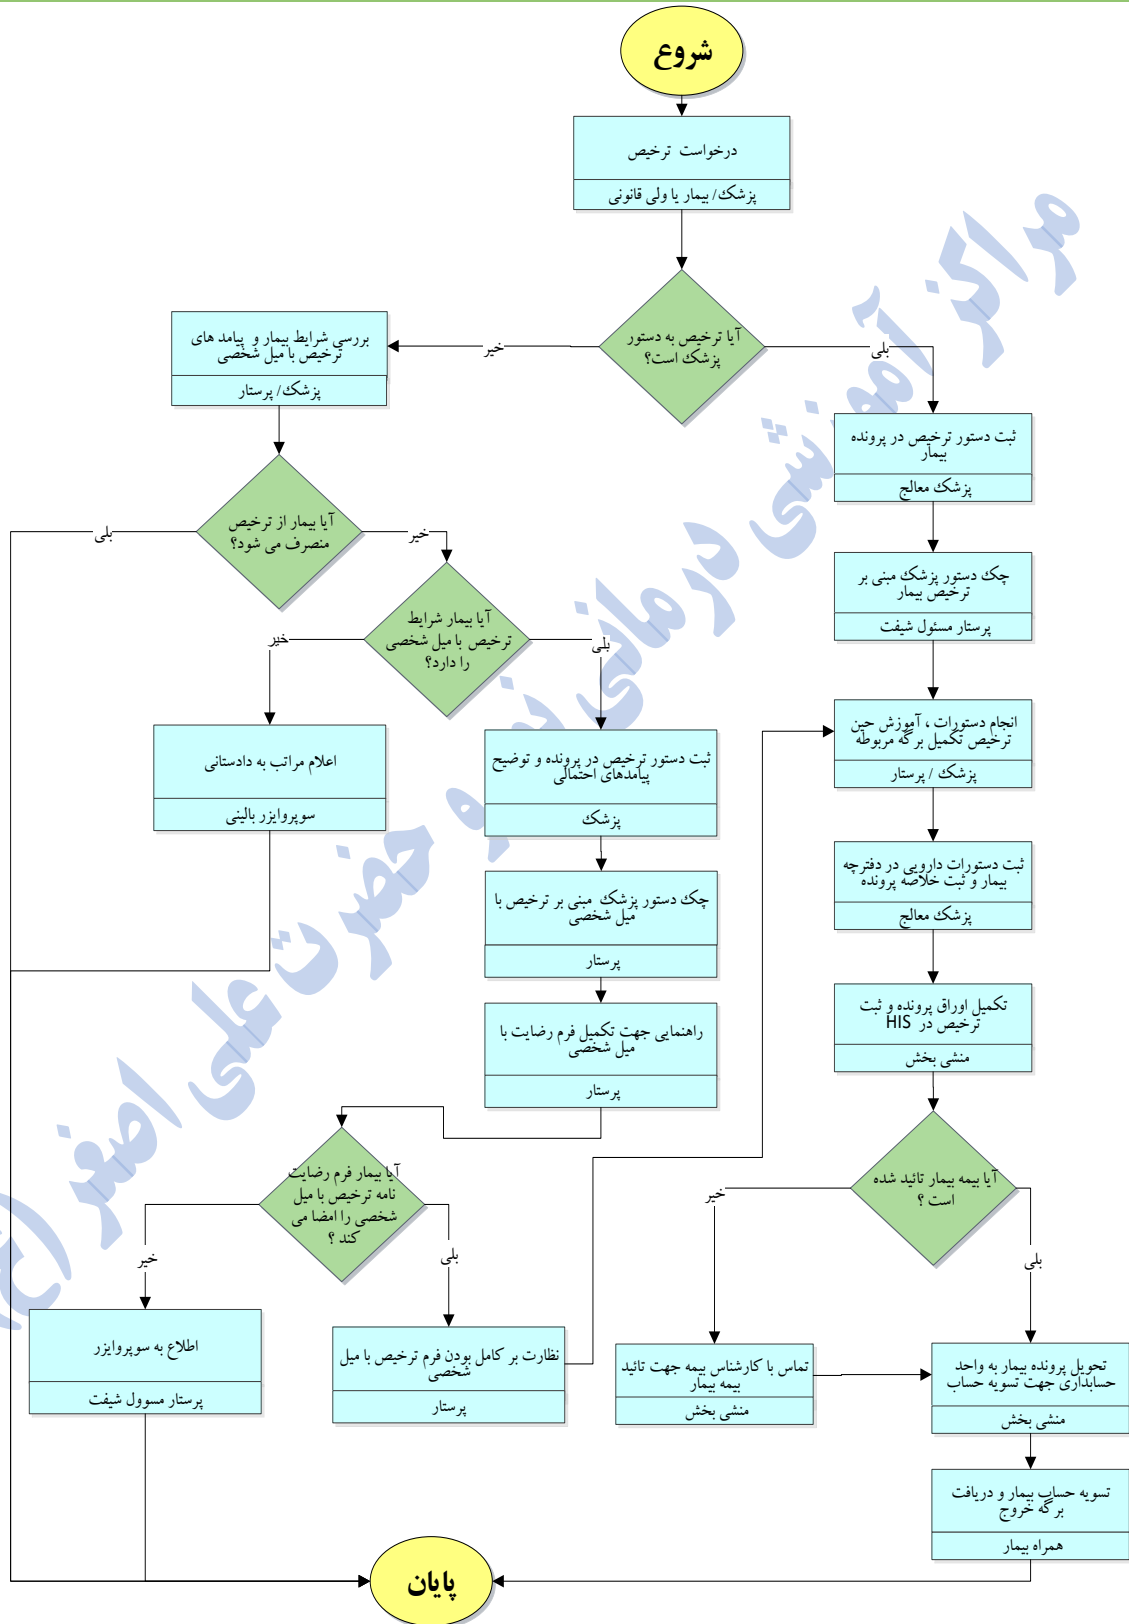 شروع
درخواست ترخیص
پزشک/ بیمار یا ولی قانونی
آیا ترخیص به دستور
پزشک است؟
خیر
بلی
بررسی شرایط بیمار و پیامد های
ترخیص با میل شخصی
پزشک/ پرستار
ثبت دستور ترخیص در پرونده
بیمار
پزشک معالج
آیا بیمار از ترخیص
منصرف می شود؟
بلی
خیر
چک دستور پزشک مبنی بر
ترخیص بیمار
پرستار مسئول شیفت
آیا بیمار شرایط
ترخیص با میل شخصی
را دارد؟
خیر
بلی
انجام دستورات ، آموزش حین
ترخیص تکمیل برگه مربوطه
پزشک / پرستار
اعلام مراتب به دادستانی
سوپروایزر بالینی
ثبت دستور ترخیص در پرونده و توضیح
پیامدهای احتمالی
پزشک
ثبت دستورات دارویی در دفترچه
بیمار و ثبت خلاصه پرونده
پزشک معالج
چک دستور پزشک مبنی بر ترخیص با
میل شخصی
پرستار
تکمیل اوراق پرونده و ثبت
ترخیص در HIS
منشی بخش
راهنمایی جهت تکمیل فرم رضایت با
میل شخصی
پرستار
آیا بیمار فرم رضایت
نامه ترخیص با میل
شخصی را امضا می
کند ؟
خیر
بلی
آیا بیمه بیمار تائید شده
است ؟
خیر
بلی
اطلاع به سوپروایزر
پرستار مسوول شیفت
نظارت بر کامل بودن فرم ترخیص با میل
شخصی
پرستار
تماس با کارشناس بیمه جهت تائید
بیمه بیمار
منشی بخش
تحویل پرونده بیمار به واحد
حسابداری جهت تسویه حساب
منشی بخش
تسویه حساب بیمار و دریافت
برگه خروج
همراه بیمار
پایان
مراکز آموزشی درمانی نور و حضرت علی اصغر (ع)